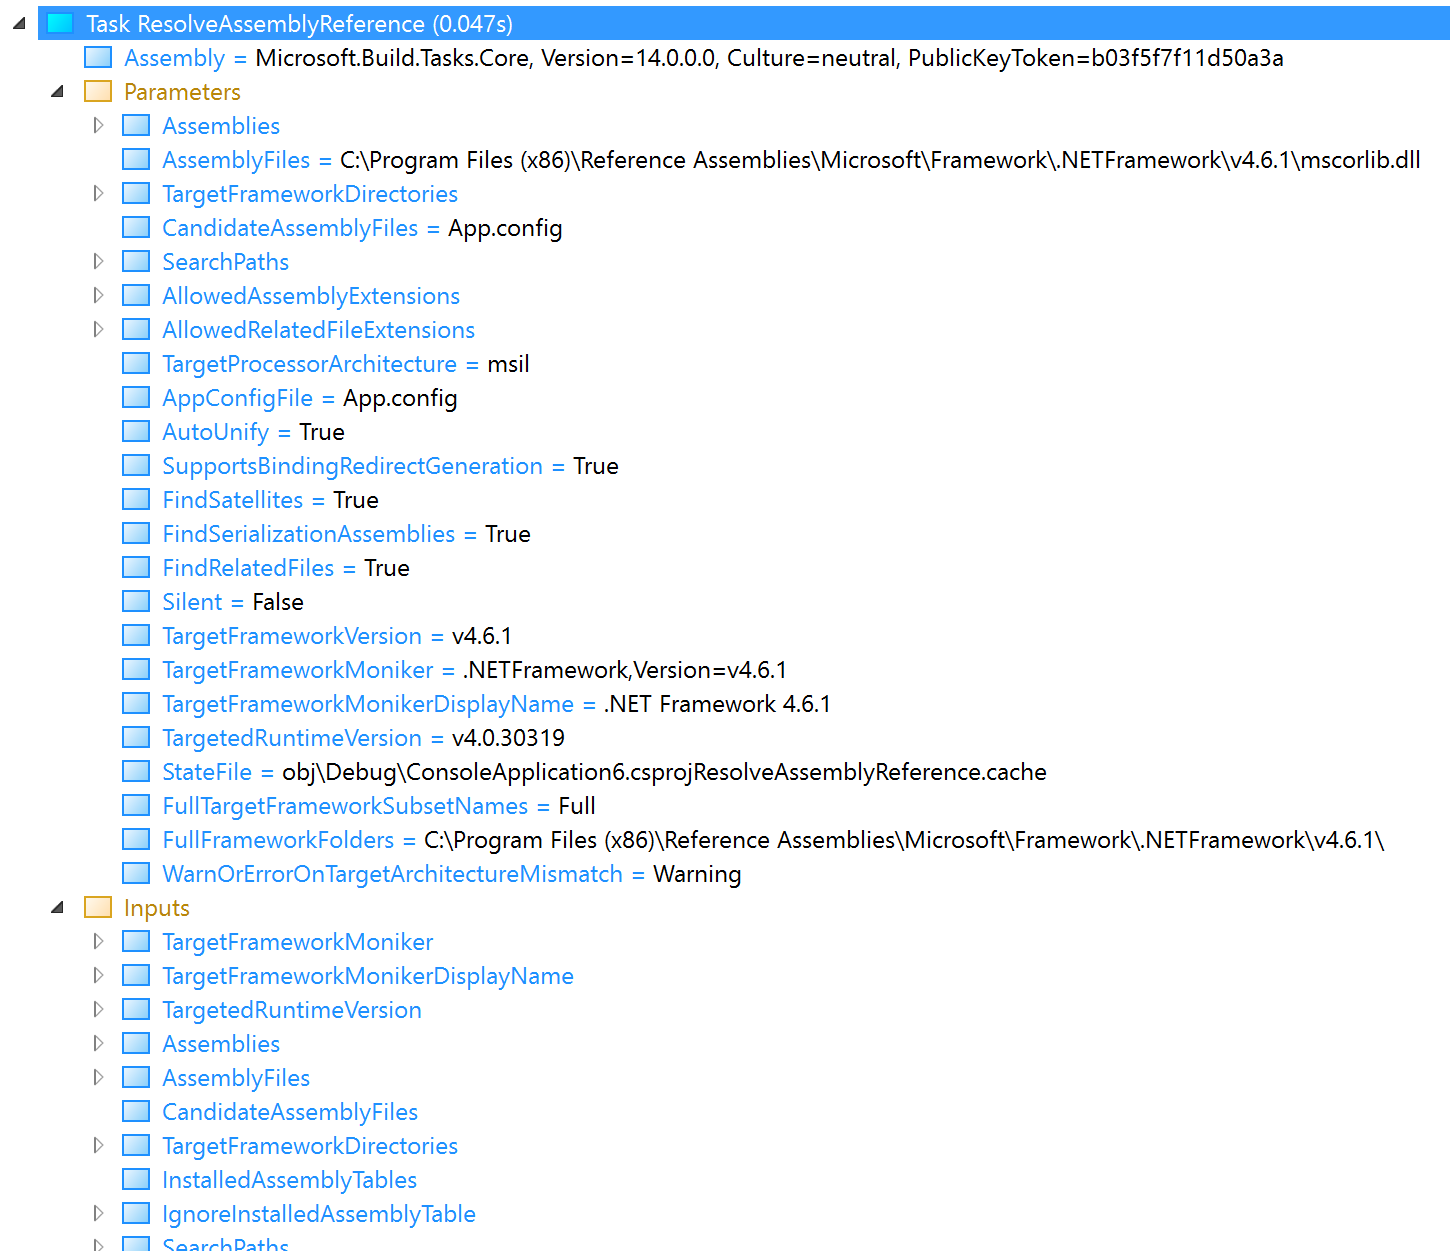 Task ResolveAssemblyReference (0.047s)
Assembly = Microsoft.Build.Tasks.Core, Version=14.0.0.0, Culture=neutral, PublicKeyToken=b03f5f7f11d50a3a
Parameters
Assemblies
AssemblyFiles = C:\Program Files (x86)\Reference Assemblies\Microsoft\Framework\.NETFramework\v4.6.1\mscorlib.dll
TargetFrameworkDirectories
CandidateAssemblyFiles = App.config
SearchPaths
AllowedAssemblyExtensions
AllowedRelatedFileExtensions
TargetProcessorArchitecture = msil
AppConfigFile = App.config
AutoUnify = True
SupportsBindingRedirectGeneration = True
FindSatellites = True
FindSerializationAssemblies = True
FindRelatedFiles = True
Silent = False
TargetFrameworkVersion = v4.6.1
TargetFrameworkMoniker = .NETFramework,Version=v4.6.1
TargetFrameworkMonikerDisplayName = .NET Framework 4.6.1
TargetedRuntimeVersion = v4.0.30319
StateFile = obj\Debug\ConsoleApplication6.csprojResolveAssemblyReference.cache
FullTargetFrameworkSubsetNames = Full
FullFrameworkFolders = C:\Program Files (x86)\Reference Assemblies\Microsoft\Framework\.NETFramework\v4.6.1\
WarnOrErrorOnTargetArchitectureMismatch = Warning
Inputs
TargetFrameworkMoniker
TargetFrameworkMonikerDisplayName
TargetedRuntimeVersion
Assemblies
AssemblyFiles
CandidateAssemblyFiles
TargetFrameworkDirectories
InstalledAssemblyTables
IgnoreInstalledAssemblyTable
SearchPaths